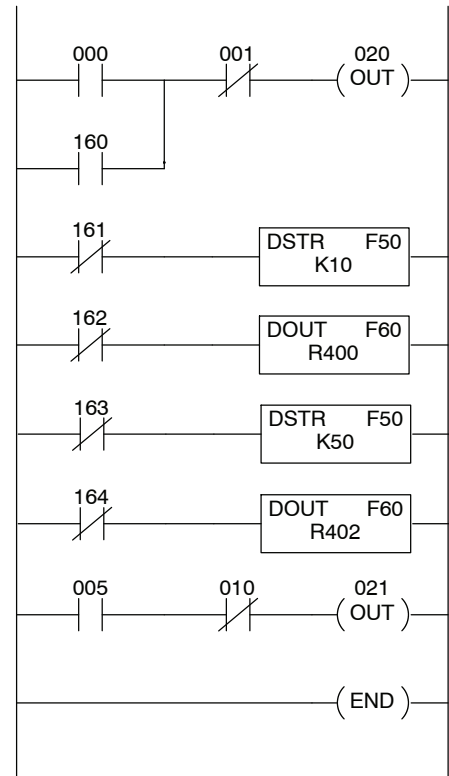 000 001 020
OUT
160
161
DSTR F50
K10
162
DOUT F60
R400
163
DSTR F50
K50
164
DOUT F60
R402
005 010 021
OUT
END